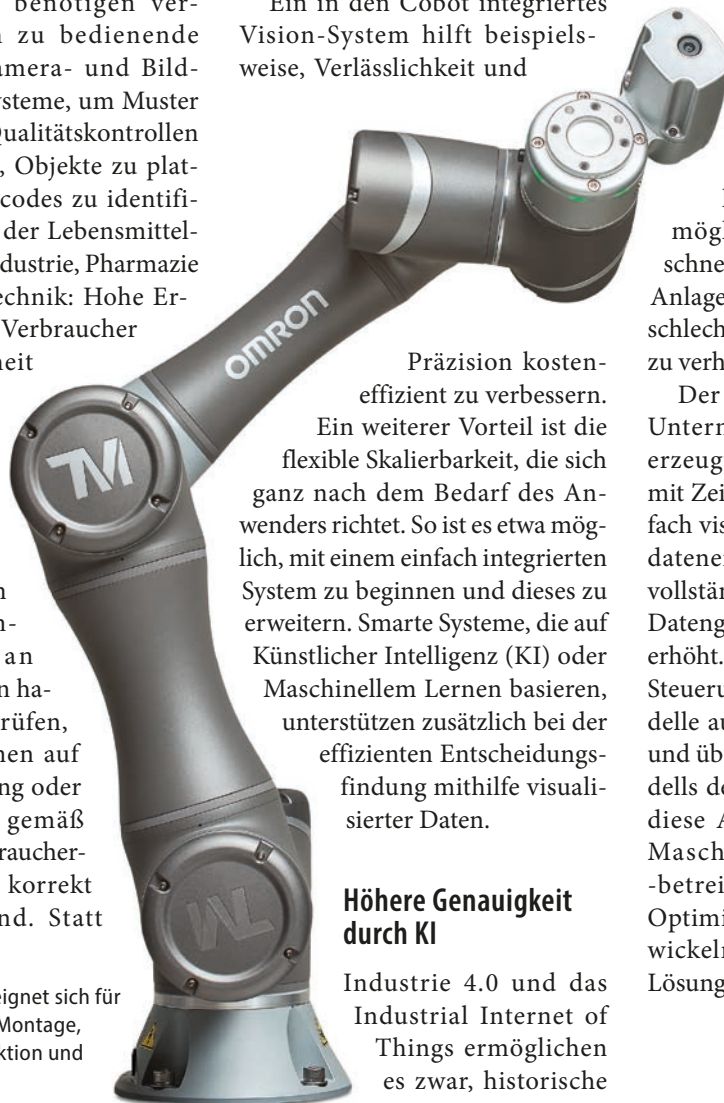 benötigen ver-
n zu bedienende
amera- und Bild-
ysteme, um Muster
Qualitätskontrollen
, Objekte zu plat-
codes zu identifi-
der Lebensmittel-
dustrie, Pharmazie
echnik: Hohe Er-
Verbraucher
eit
n
n-
an
n ha-
rüfen,
nen auf
ng oder
gemäß
raucher-
korrekt
nd. Statt
eignet sich für
Montage,
ktion und
Ein in den Cobot integriertes
Vision-System hilft beispiels-
weise, Verlässlichkeit und
OMRON
TM
TM
Präzision kosten-
effizient zu verbessern.
Ein weiterer Vorteil ist die
flexible Skalierbarkeit, die sich
ganz nach dem Bedarf des An-
wenders richtet. So ist es etwa mög-
lich, mit einem einfach integrierten
System zu beginnen und dieses zu
erweitern. Smarte Systeme, die auf
Künstlicher Intelligenz (KI) oder
Maschinellem Lernen basieren,
unterstützen zusätzlich bei der
effizienten Entscheidungs-
findung mithilfe visuali-
sierter Daten.
Höhere Genauigkeit
durch KI
Industrie 4.0 und das
Industrial Internet of
Things ermöglichen
es zwar, historische
mögl
schne
Anlage
schlech
zu verh
Der
Untern
erzeug
mit Zei
fach vis
datene
vollstän
Dateng
erhöht.
Steueru
delle au
und üb
dells de
diese A
Masch
-betrei
Optimi
wickeln
Lösung